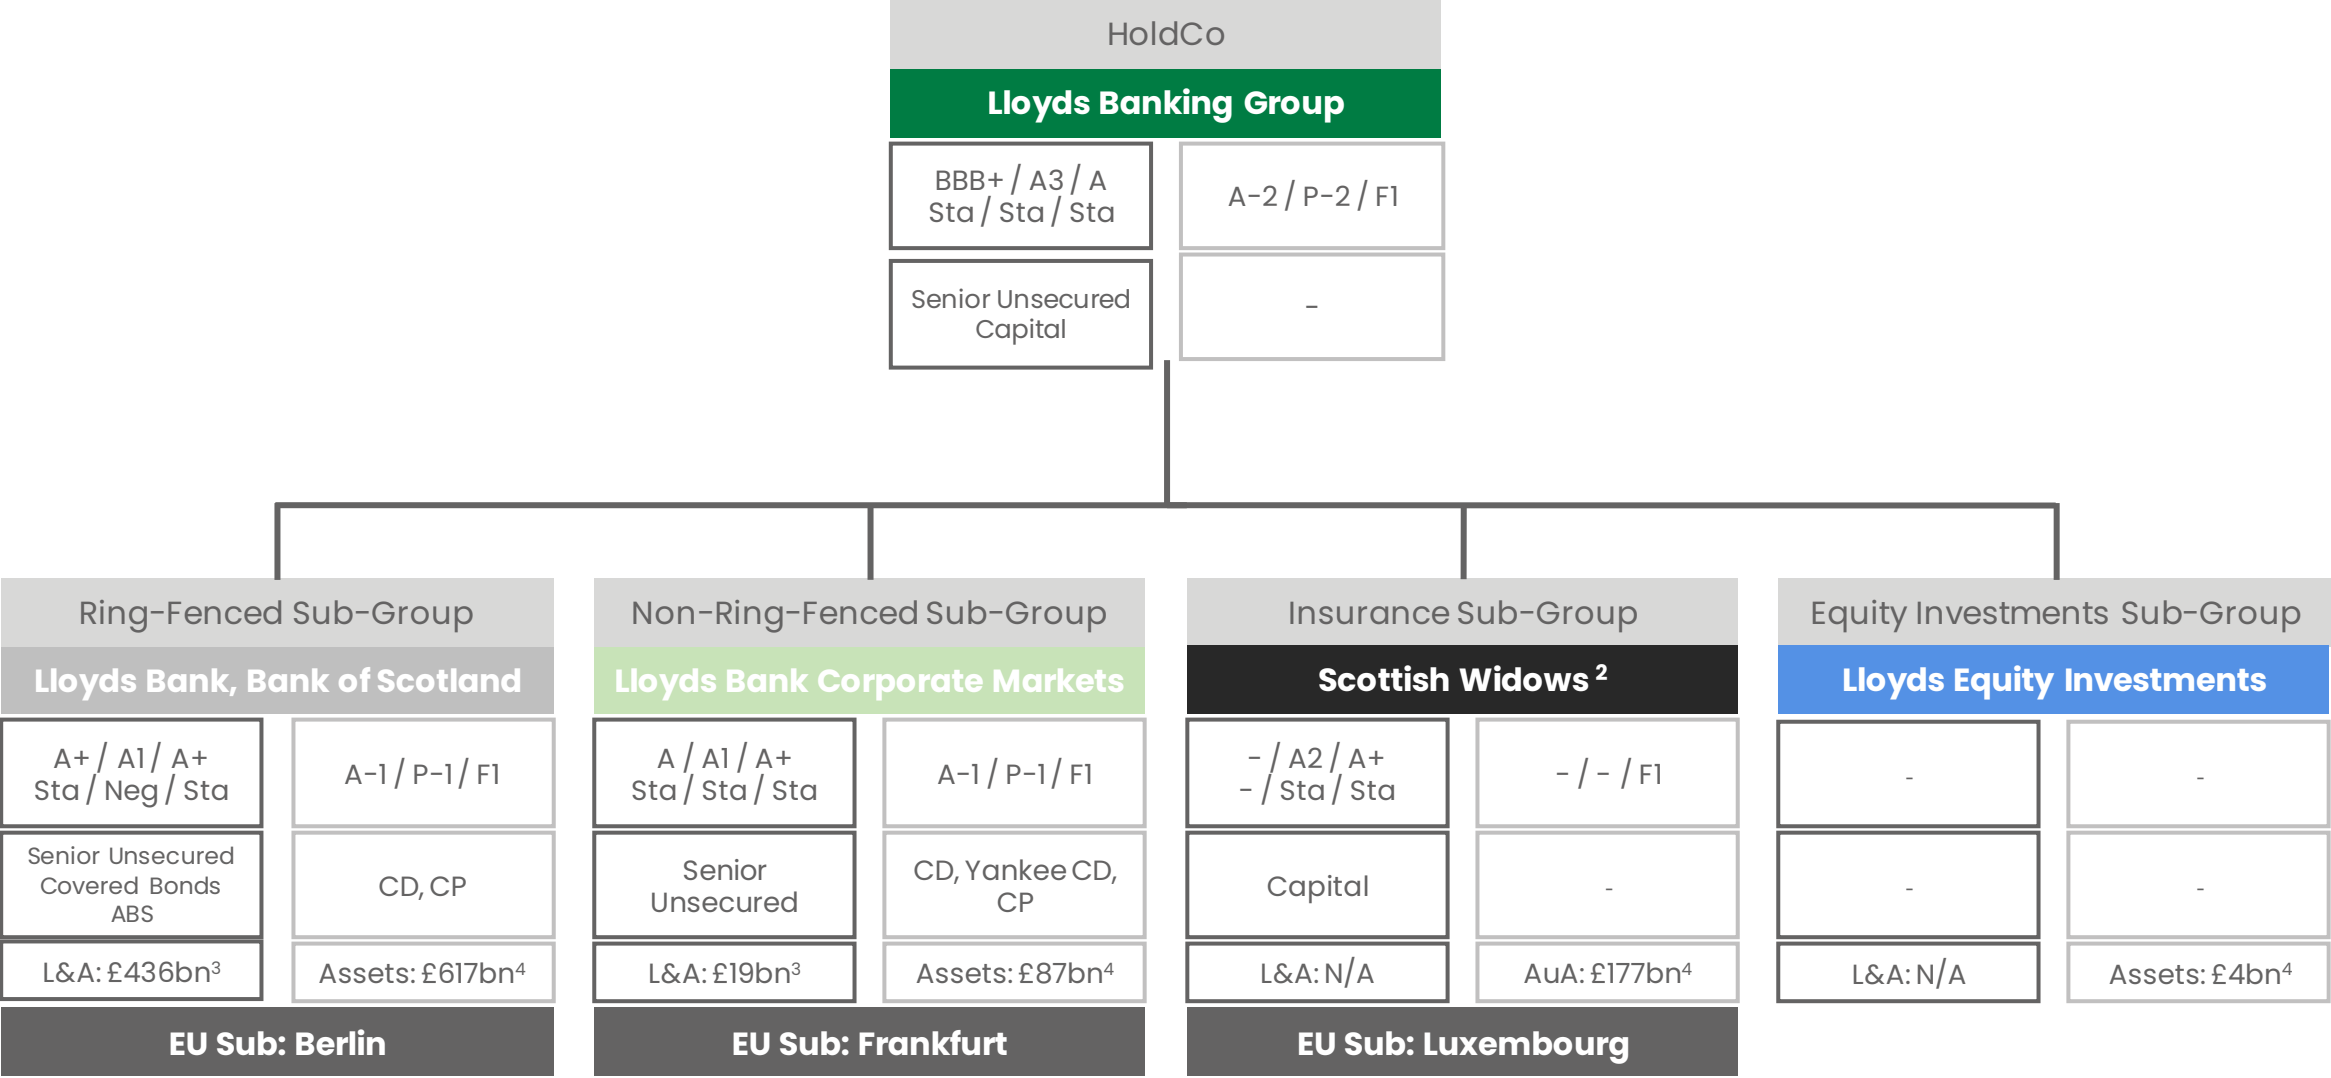 HoldCo
Lloyds Banking Group
BBB+ / A3 / A
Sta / Sta / Sta
A-2 / P-2 / F1
Senior Unsecured
Capital
-
Ring-Fenced Sub-Group
Lloyds Bank, Bank of Scotland
A+ / A1 / A+
Sta / Neg / Sta
A-1 / P-1 / F1
Senior Unsecured
Covered Bonds
ABS
CD, CP
L&A: £436bn³
Assets: £617bn⁴
EU Sub: Berlin
Non-Ring-Fenced Sub-Group
Lloyds Bank Corporate Markets
A / A1 / A+
Sta / Sta / Sta
A-1 / P-1 / F1
Senior
Unsecured
CD, Yankee CD,
CP
L&A: £19bn³
Assets: £87bn⁴
EU Sub: Frankfurt
Insurance Sub-Group
Scottish Widows ²
- / A2 / A+
- / Sta / Sta
- / - / F1
Capital
-
L&A: N/A
AuA: £177bn⁴
EU Sub: Luxembourg
Equity Investments Sub-Group
Lloyds Equity Investments
-
-
-
-
L&A: N/A
Assets: £4bn⁴